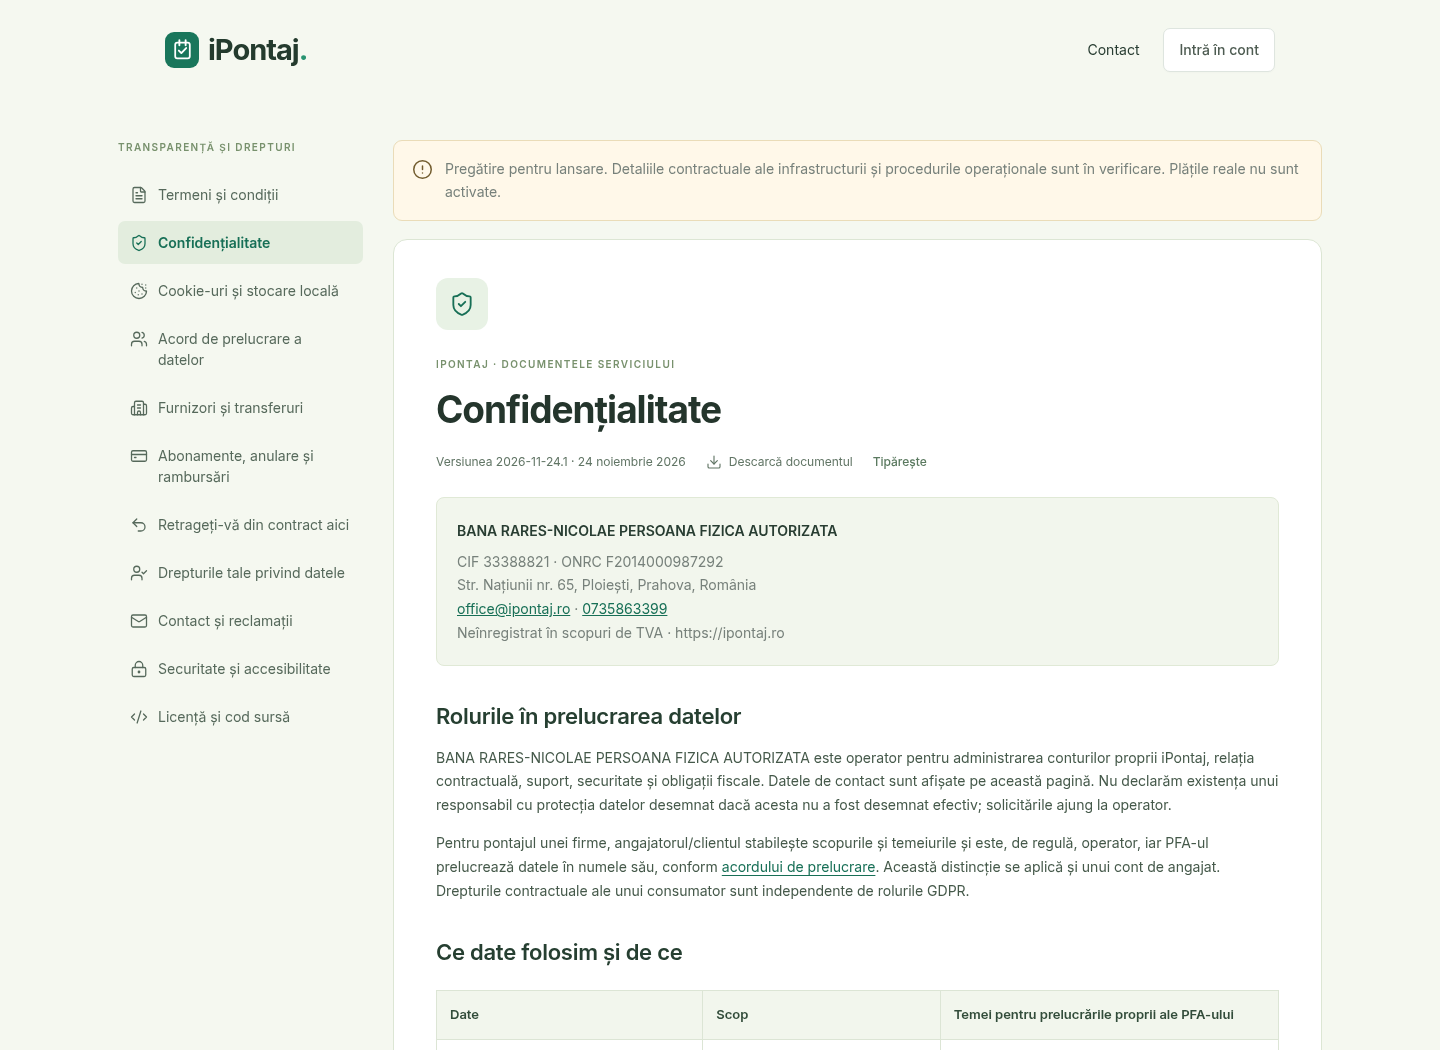 iPontaj.
Contact
Intră în cont
TRANSPARENȚĂ ȘI DREPTURI
Termeni și condiții
Confidențialitate
Cookie-uri și stocare locală
Acord de prelucrare a
datelor
Furnizori și transferuri
Abonamente, anulare și
rambursări
Retrageți-vă din contract aici
Drepturile tale privind datele
Contact și reclamații
Securitate și accesibilitate
Licență și cod sursă
Pregătire pentru lansare. Detaliile contractuale ale infrastructurii și procedurile operaționale sunt în verificare. Plățile reale nu sunt
activate.
IPONTAJ · DOCUMENTELE SERVICIULUI
Confidențialitate
Versiunea 2026-11-24.1 · 24 noiembrie 2026
Descarcă documentul
Tipărește
BANA RARES-NICOLAE PERSOANA FIZICA AUTORIZATA
CIF 33388821 · ONRC F2014000987292
Str. Națiunii nr. 65, Ploiești, Prahova, România
office@ipontaj.ro · 0735863399
Neînregistrat în scopuri de TVA · https://ipontaj.ro
Rolurile în prelucrarea datelor
BANA RARES-NICOLAE PERSOANA FIZICA AUTORIZATA este operator pentru administrarea conturilor proprii iPontaj, relația
contractuală, suport, securitate și obligații fiscale. Datele de contact sunt afișate pe această pagină. Nu declarăm existența unui
responsabil cu protecția datelor desemnat dacă acesta nu a fost desemnat efectiv; solicitările ajung la operator.
Pentru pontajul unei firme, angajatorul/clientul stabilește scopurile și temeiurile și este, de regulă, operator, iar PFA-ul
prelucrează datele în numele său, conform acordului de prelucrare. Această distincție se aplică și unui cont de angajat.
Drepturile contractuale ale unui consumator sunt independente de rolurile GDPR.
Ce date folosim și de ce
Date
Scop
Temei pentru prelucrările proprii ale PFA-ului